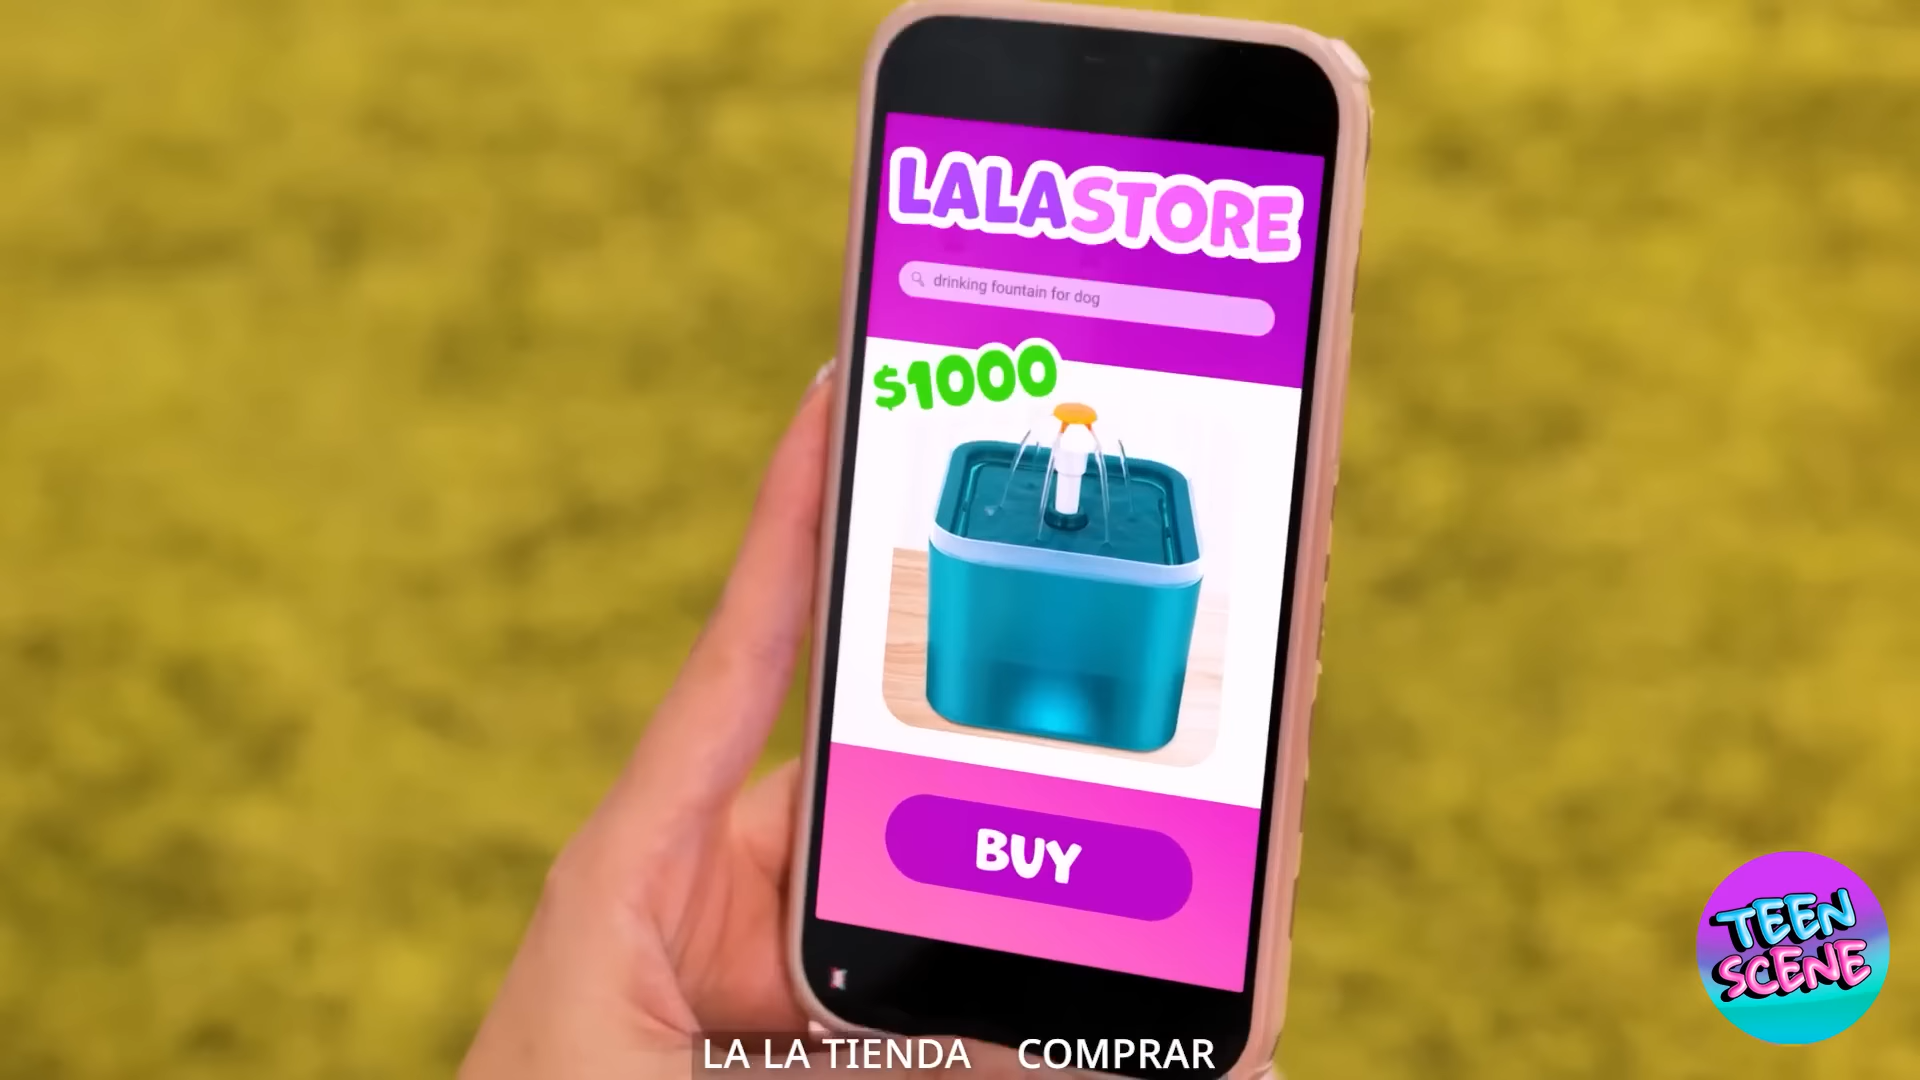 LALASTORE
drinking fountain for dog
$1000
BUY
TEEN
SCENE
LA LA TIENDA COMPRAR